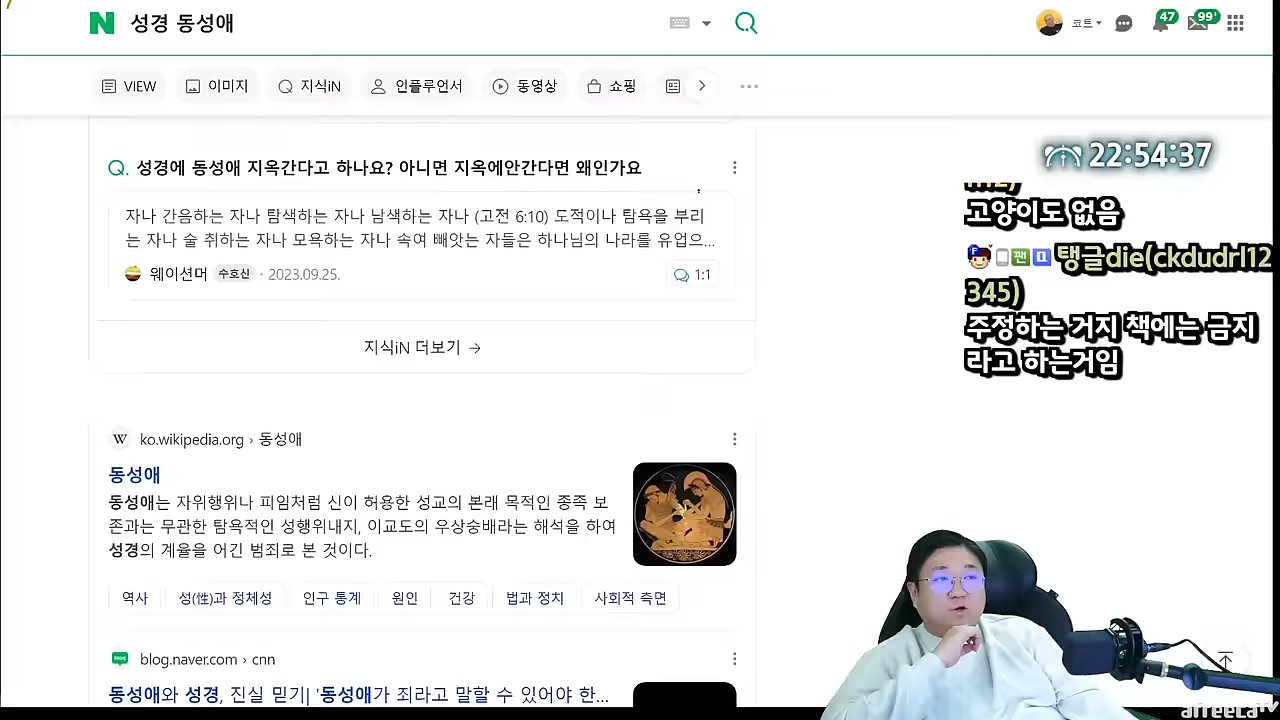 N 성경 동성애
코트
47
99+
VIEW
이미지
지식iN
인플루언서
동영상
쇼핑
Q. 성경에 동성애 지옥간다고 하나요? 아니면 지옥에안간다면 왜인가요
자나 간음하는 자나 탐색하는 자나 남색하는 자나 (고전 6:10) 도적이나 탐욕을 부리
는 자나 술 취하는 자나 모욕하는 자나 속여 빼앗는 자들은 하나님의 나라를 유업으...
웨이션머 수호신 · 2023.09.25.
1:1
지식iN 더보기 →
W ko.wikipedia.org › 동성애
동성애
동성애는 자위행위나 피임처럼 신이 허용한 성교의 본래 목적인 종족 보
존과는 무관한 탐욕적인 성행위내지, 이교도의 우상숭배라는 해석을 하여
성경의 계율을 어긴 범죄로 본 것이다.
역사
성(性)과 정체성
인구 통계
원인
건강
법과 정치
사회적 측면
blog blog.naver.com › cnn
동성애와 성경, 진실 믿기| '동성애가 죄라고 말할 수 있어야 한...
22:54:37
고양이도 없음
F 팬 탱글die(ckdudrl12
345)
주정하는 거지 책에는 금지
라고 하는거임
afreecaTV